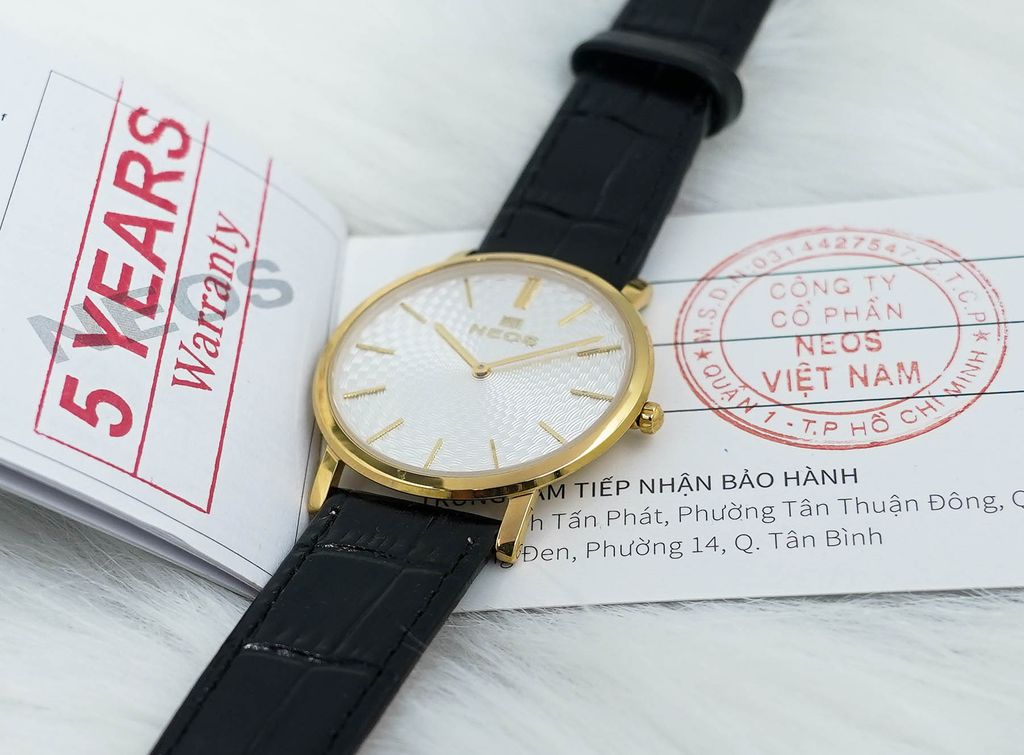 5 YEARS
Warranty
NEOS
NEOS
M.S.D.N:0314427547-C.T.C.P
CÔNG TY
CỔ PHẦN
NEOS
VIỆT NAM
★ QUẬN 1 - T.P HỒ CHÍ MINH ★
TIẾP NHẬN BẢO HÀNH
Tấn Phát, Phường Tân Thuận Đông, Q
Đen, Phường 14, Q. Tân Bình